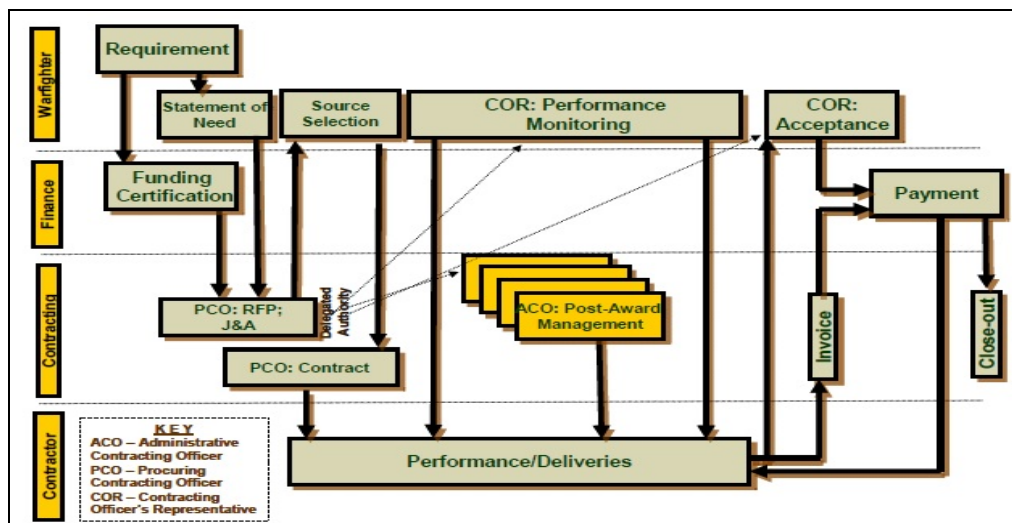 Warfighter
Requirement
Statement of
Need
Source
Selection
COR: Performance
Monitoring
COR:
Acceptance
Finance
Funding
Certification
Payment
Contracting
PCO: RFP;
J&A
Delegated
Authority
ACO: Post-Award
Management
PCO: Contract
Invoice
Close-out
Contractor
KEY
ACO – Administrative
Contracting Officer
PCO – Procuring
Contracting Officer
COR – Contracting
Officer's Representative
Performance/Deliveries